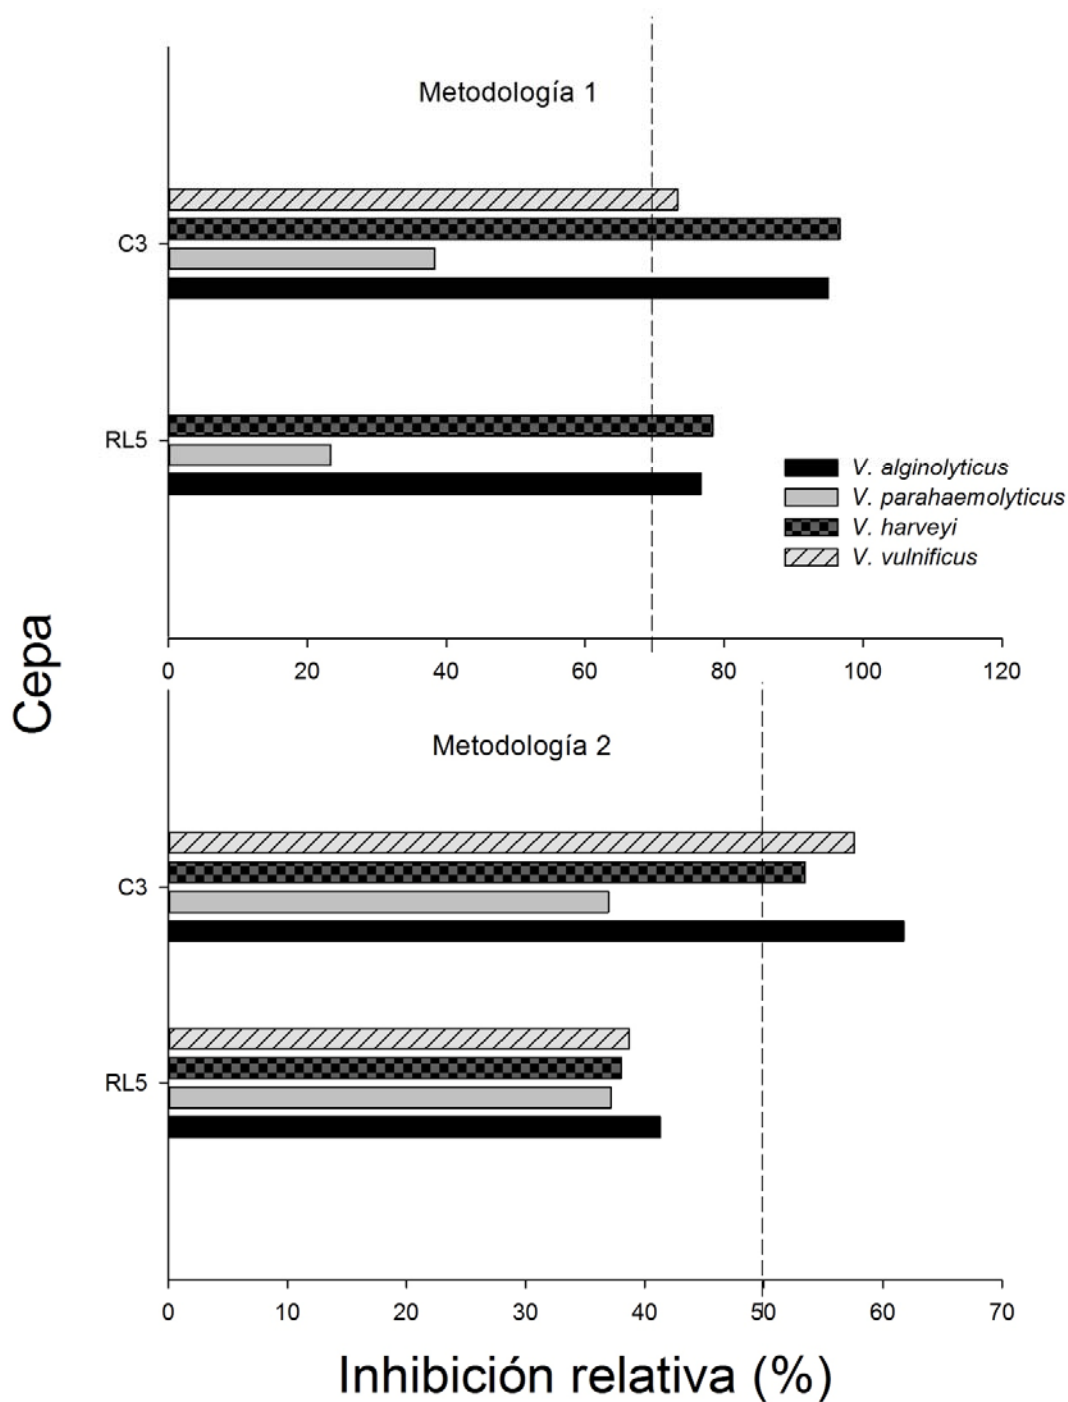 Metodología 1
C3
RL5
V. alginolyticus
V. parahaemolyticus
V. harveyi
V. vulnificus
0 20 40 60 80 100 120
Cepa
Metodología 2
C3
RL5
0 10 20 30 40 50 60 70
Inhibición relativa (%)